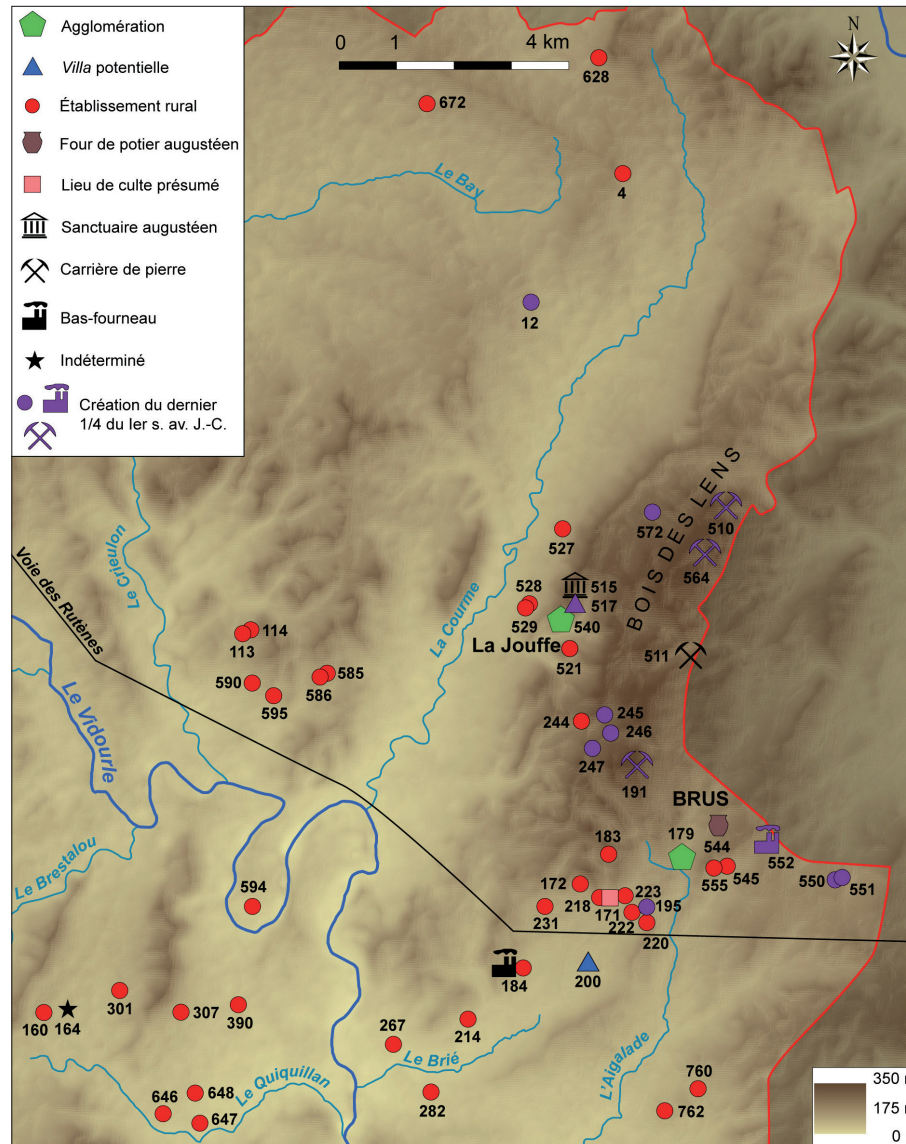 Agglomération
Villa potentielle
Établissement rural
Four de potier augustéen
Lieu de culte présumé
Sanctuaire augustéen
Carrière de pierre
Bas-fourneau
Indéterminé
Création du dernier
1/4 du Ier s. av. J.-C.
0 1 4 km
N
628
672
Le Bay
4
12
BOIS DES LENS
510
572
564
527
Voie des Rutènes
Le Crieulon
La Courme
528
515
517
529
540
La Jouffe
521
511
114
113
585
590
586
595
245
244
246
247
191
Le Vidourle
BRUS
179
544
552
183
Le Brestalou
555
545
550
551
594
172
223
218
195
231
171
222
220
184
200
301
160
164
307
390
214
267
Le Brié
L'Aigalade
760
646
648
Le Quiquillan
647
282
762
350 m
175 m
0